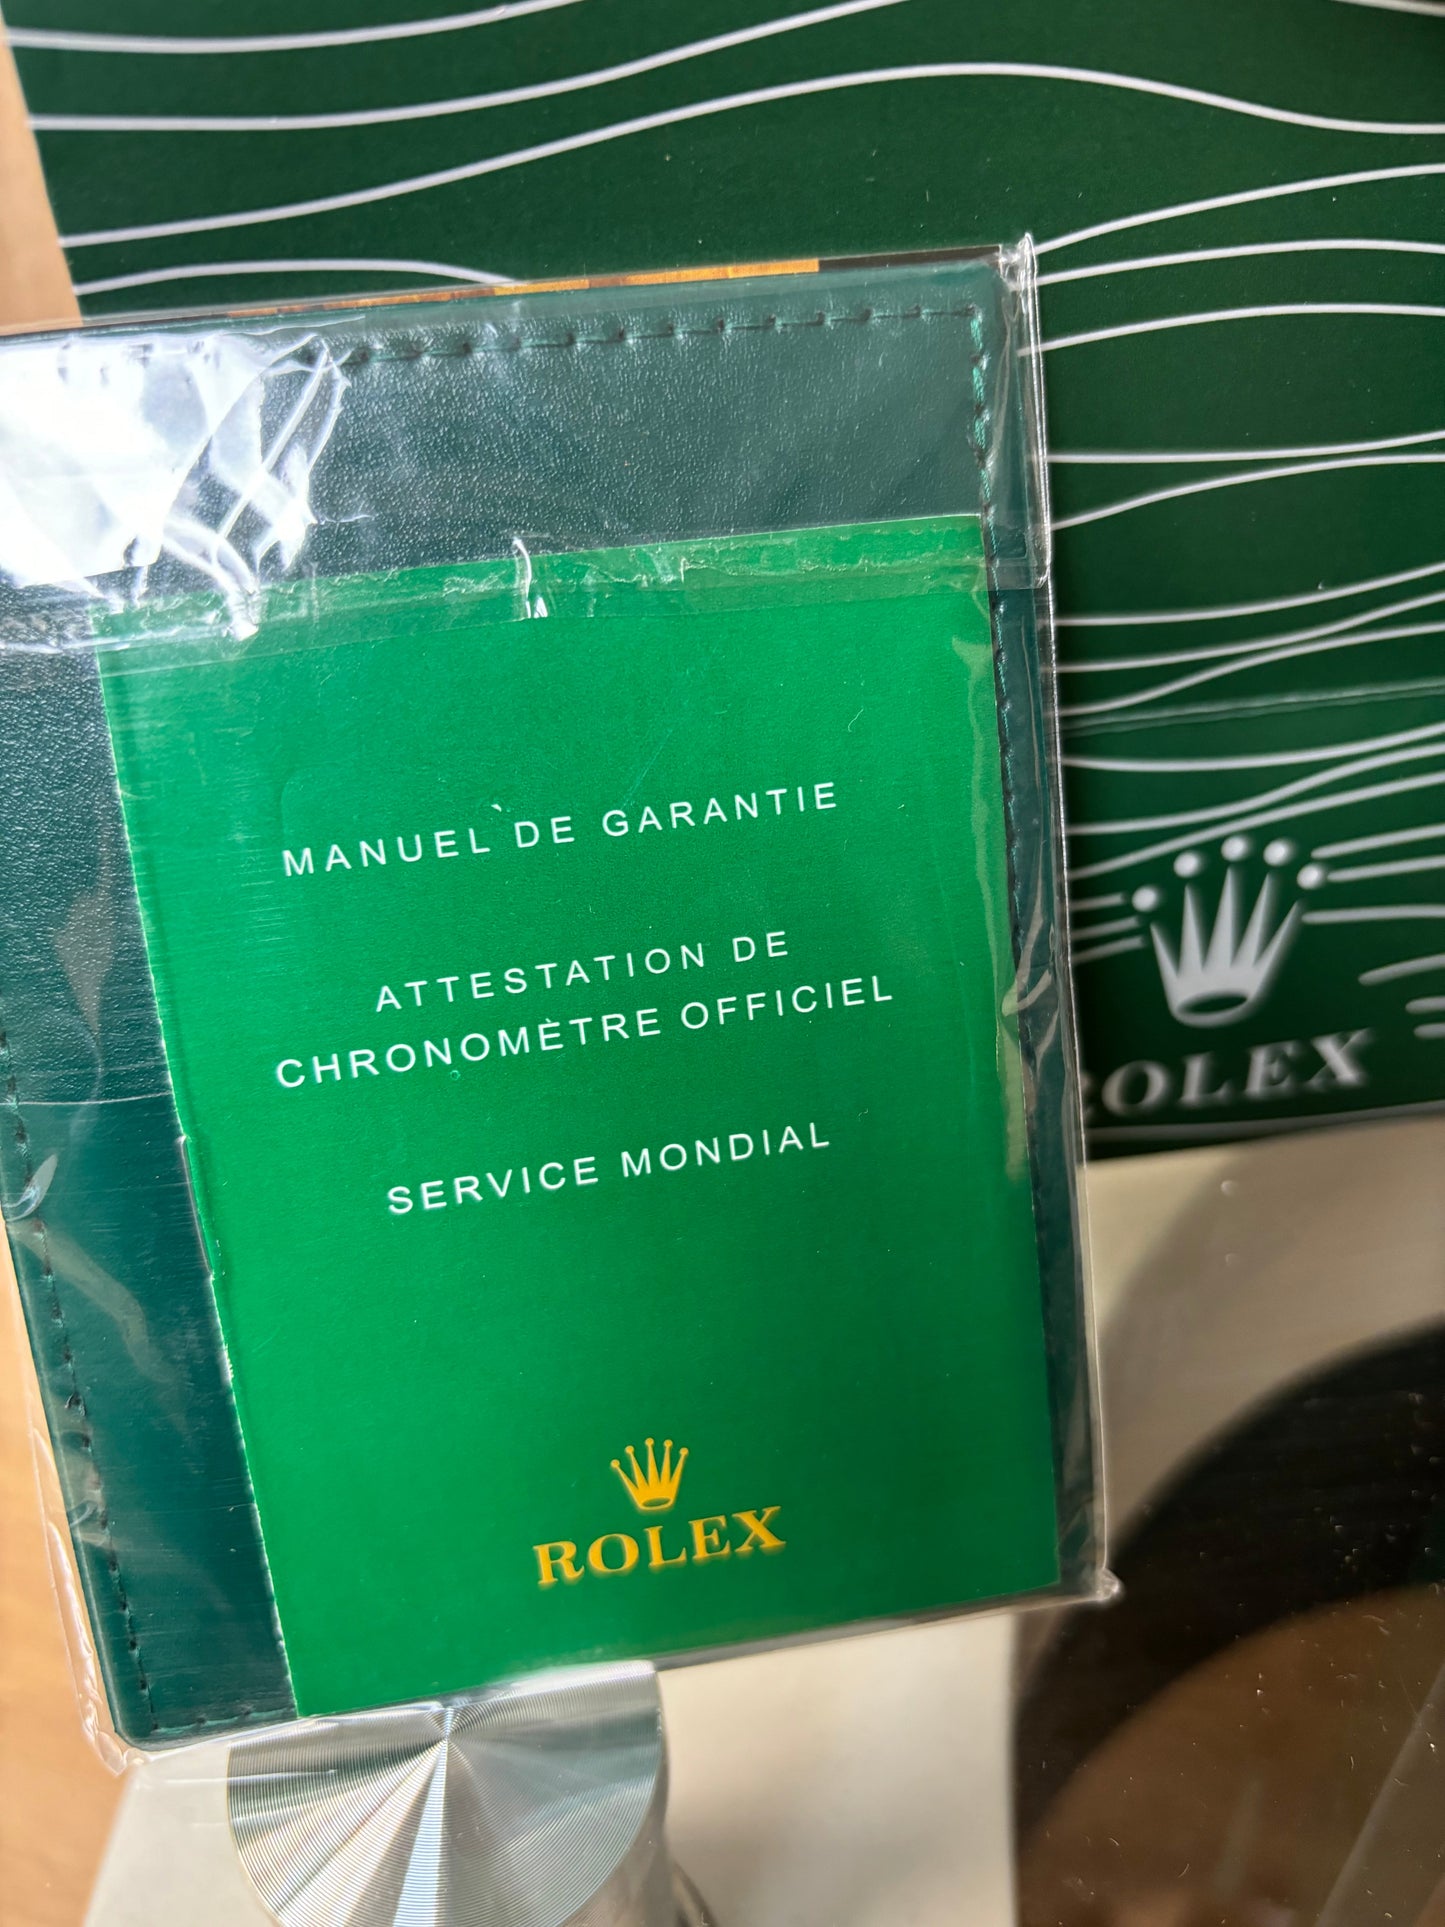 MANUEL DE GARANTIE
ATTESTATION DE
CHRONOMÈTRE OFFICIEL
SERVICE MONDIAL
ROLEX
ROLEX